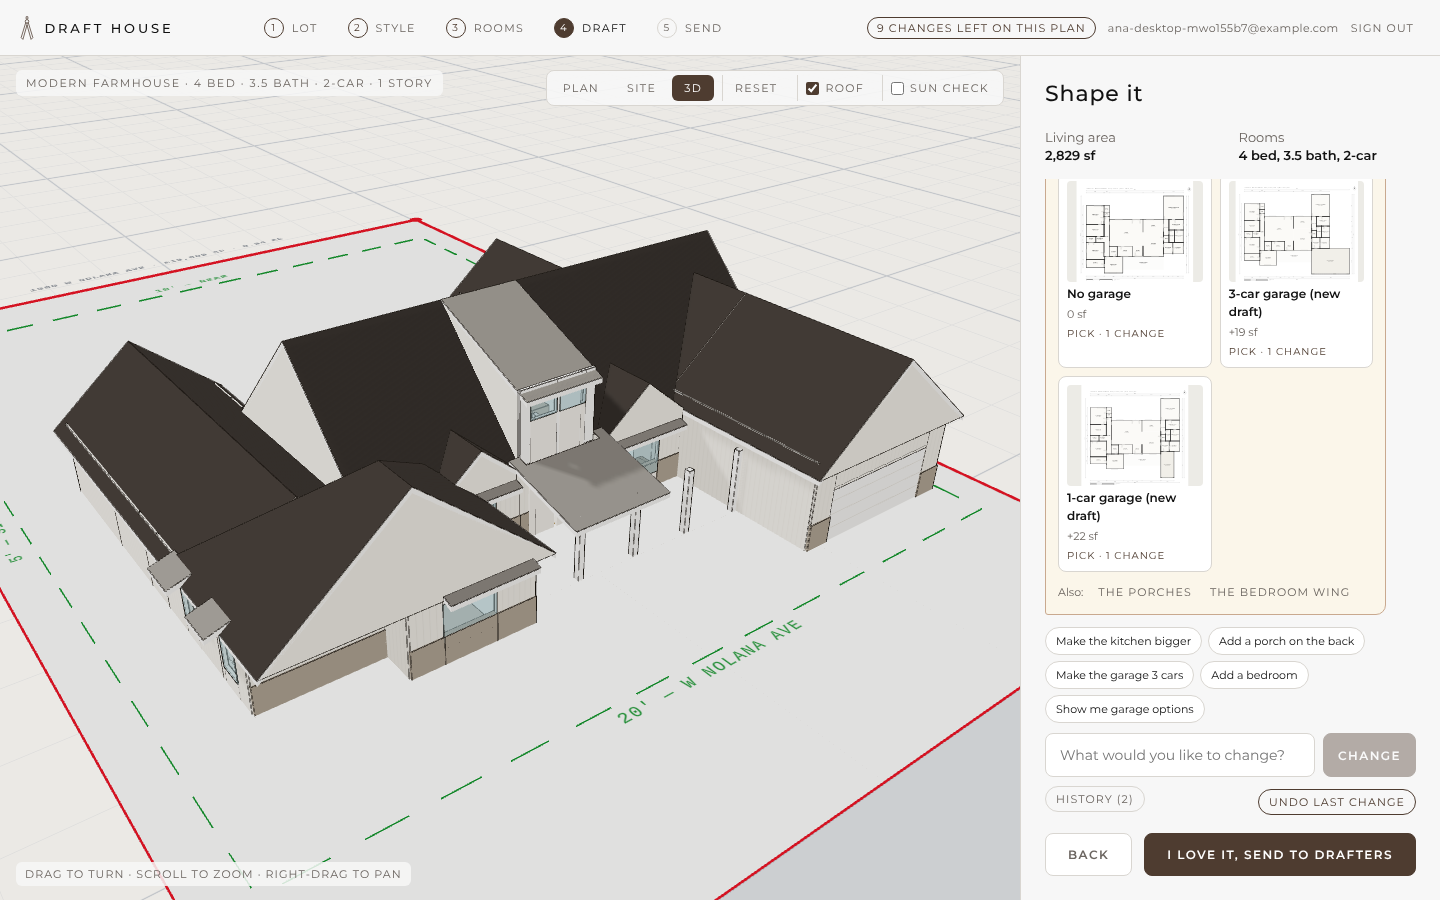 DRAFT HOUSE
1 LOT
2 STYLE
3 ROOMS
4 DRAFT
5 SEND
9 CHANGES LEFT ON THIS PLAN
ana-desktop-mwo155b7@example.com
SIGN OUT
MODERN FARMHOUSE · 4 BED · 3.5 BATH · 2-CAR · 1 STORY
PLAN
SITE
3D
RESET
ROOF
SUN CHECK
20' — W NOLANA AVE
DRAG TO TURN · SCROLL TO ZOOM · RIGHT-DRAG TO PAN
Shape it
Living area
2,829 sf
Rooms
4 bed, 3.5 bath, 2-car
No garage
0 sf
PICK · 1 CHANGE
3-car garage (new
draft)
+19 sf
PICK · 1 CHANGE
1-car garage (new
draft)
+22 sf
PICK · 1 CHANGE
Also: THE PORCHES THE BEDROOM WING
Make the kitchen bigger
Add a porch on the back
Make the garage 3 cars
Add a bedroom
Show me garage options
What would you like to change?
CHANGE
HISTORY (2)
UNDO LAST CHANGE
BACK
I LOVE IT, SEND TO DRAFTERS